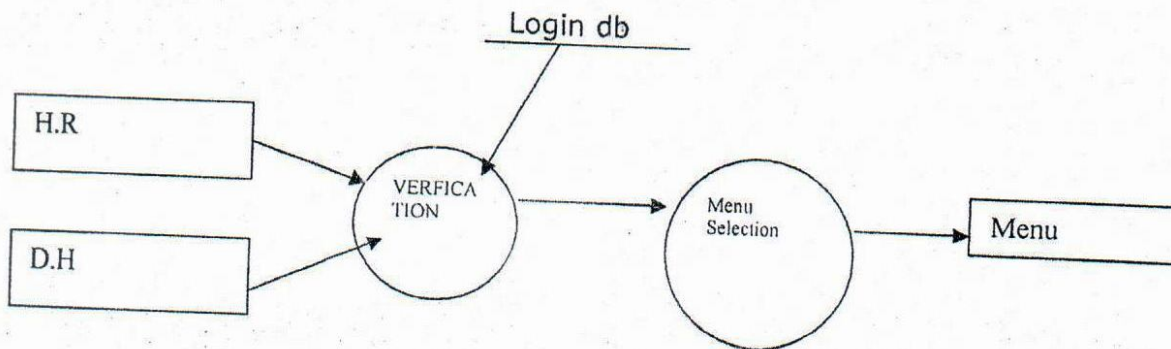 Login db
H.R
VERFICA
TION
D.H
Menu
Selection
Menu